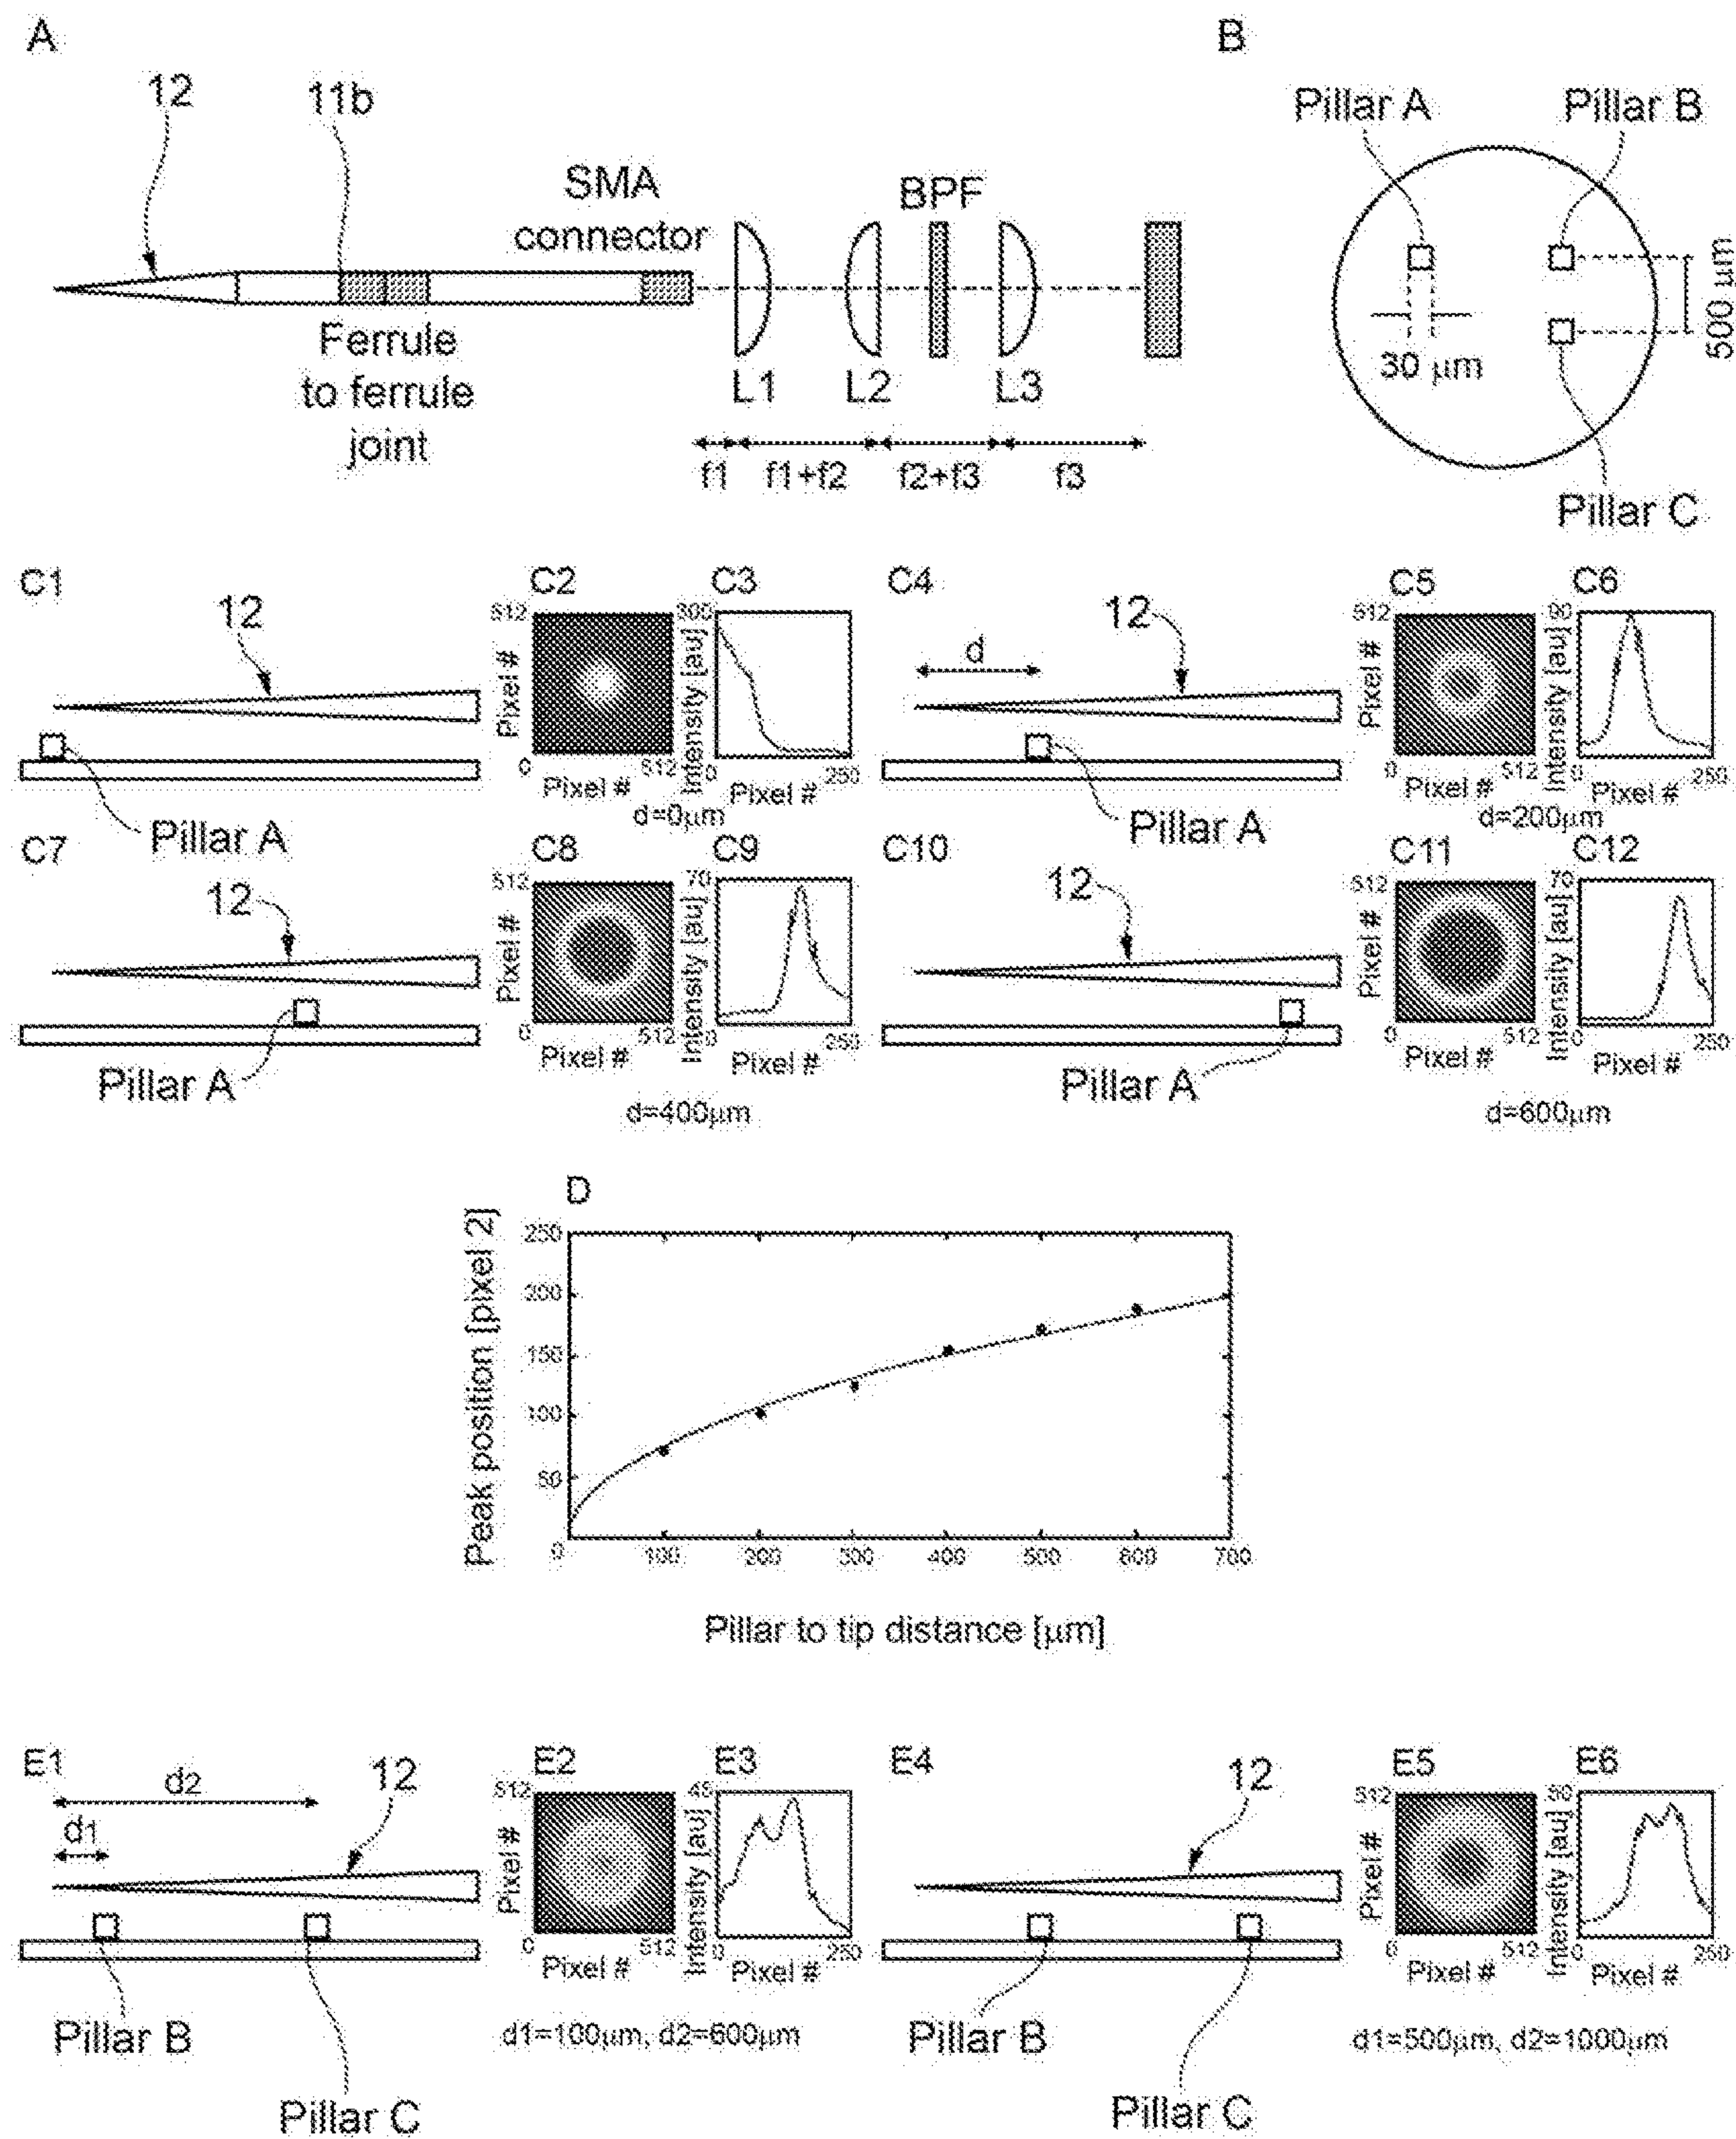 A
12
11b
SMA
connector
BPF
Ferrule
to ferrule
joint
L1
L2
L3
f1
f1+f2
f2+f3
f3
B
Pillar A
Pillar B
30 µm
500 µm
Pillar C
C1
12
Pillar A
C2
512
Pixel #
0
512
Pixel #
C3
300
Intensity [au]
0
250
Pixel #
d=0µm
C4
d
12
Pillar A
C5
512
Pixel #
0
512
Pixel #
C6
90
Intensity [au]
0
250
Pixel #
d=200µm
C7
12
Pillar A
C8
512
Pixel #
0
512
Pixel #
C9
70
Intensity [au]
0
250
Pixel #
d=400µm
C10
12
Pillar A
C11
512
Pixel #
0
512
Pixel #
C12
70
Intensity [au]
0
250
Pixel #
d=600µm
D
Peak position [pixel 2]
250
200
150
100
50
0
100
200
300
400
500
600
700
Pillar to tip distance [µm]
E1
d2
d1
12
Pillar B
Pillar C
E2
512
Pixel #
0
512
Pixel #
E3
45
Intensity [au]
0
250
Pixel #
d1=100µm, d2=600µm
E4
12
Pillar B
Pillar C
E5
512
Pixel #
0
512
Pixel #
E6
Intensity [au]
0
250
Pixel #
d1=500µm, d2=1000µm